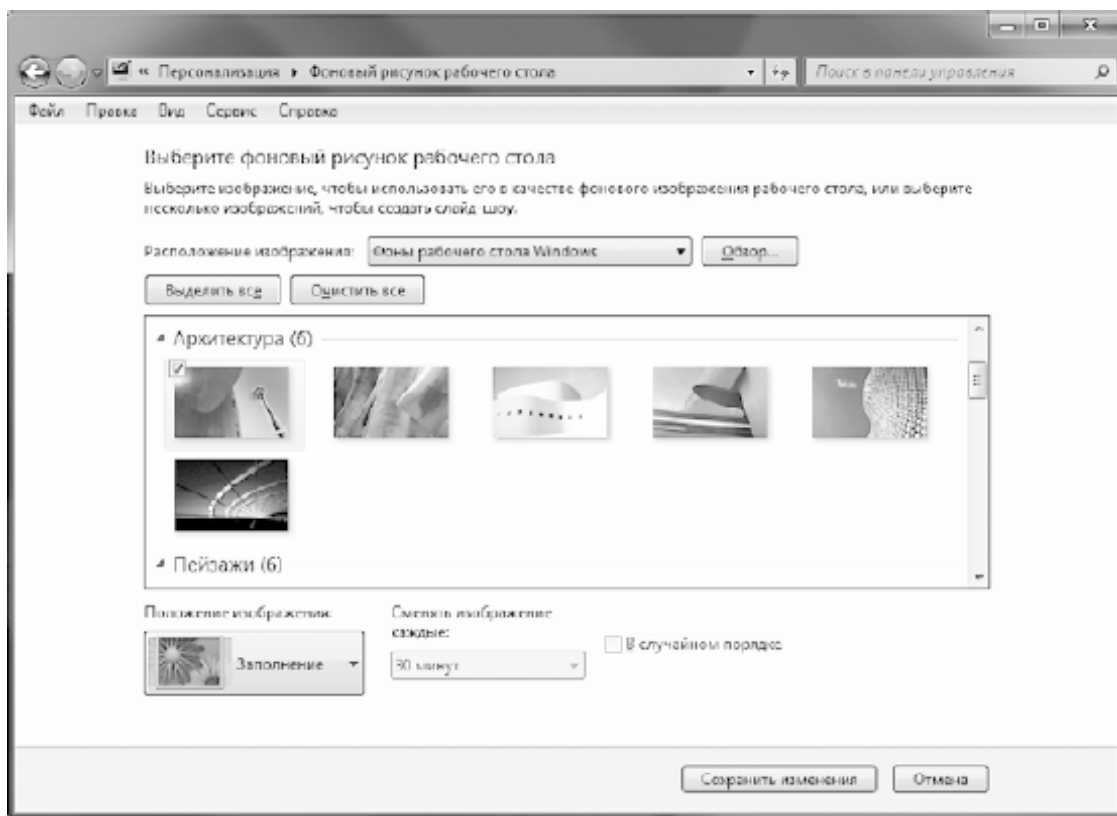 « Персонализация ▸ Фоновый рисунок рабочего стола
Поиск в панели управления
Файл Правка Вид Сервис Справка
Выберите фоновый рисунок рабочего стола
Выберите изображение, чтобы использовать его в качестве фонового изображения рабочего стола, или выберите
несколько изображений, чтобы создать слайд-шоу.
Расположение изображения: Фоны рабочего стола Windows Обзор...
Выделить все Очистить все
Архитектура (6)
Пейзажи (6)
Положение изображения:
Сменять изображение
каждые:
Заполнение
30 минут
В случайном порядке
Сохранить изменения Отмена